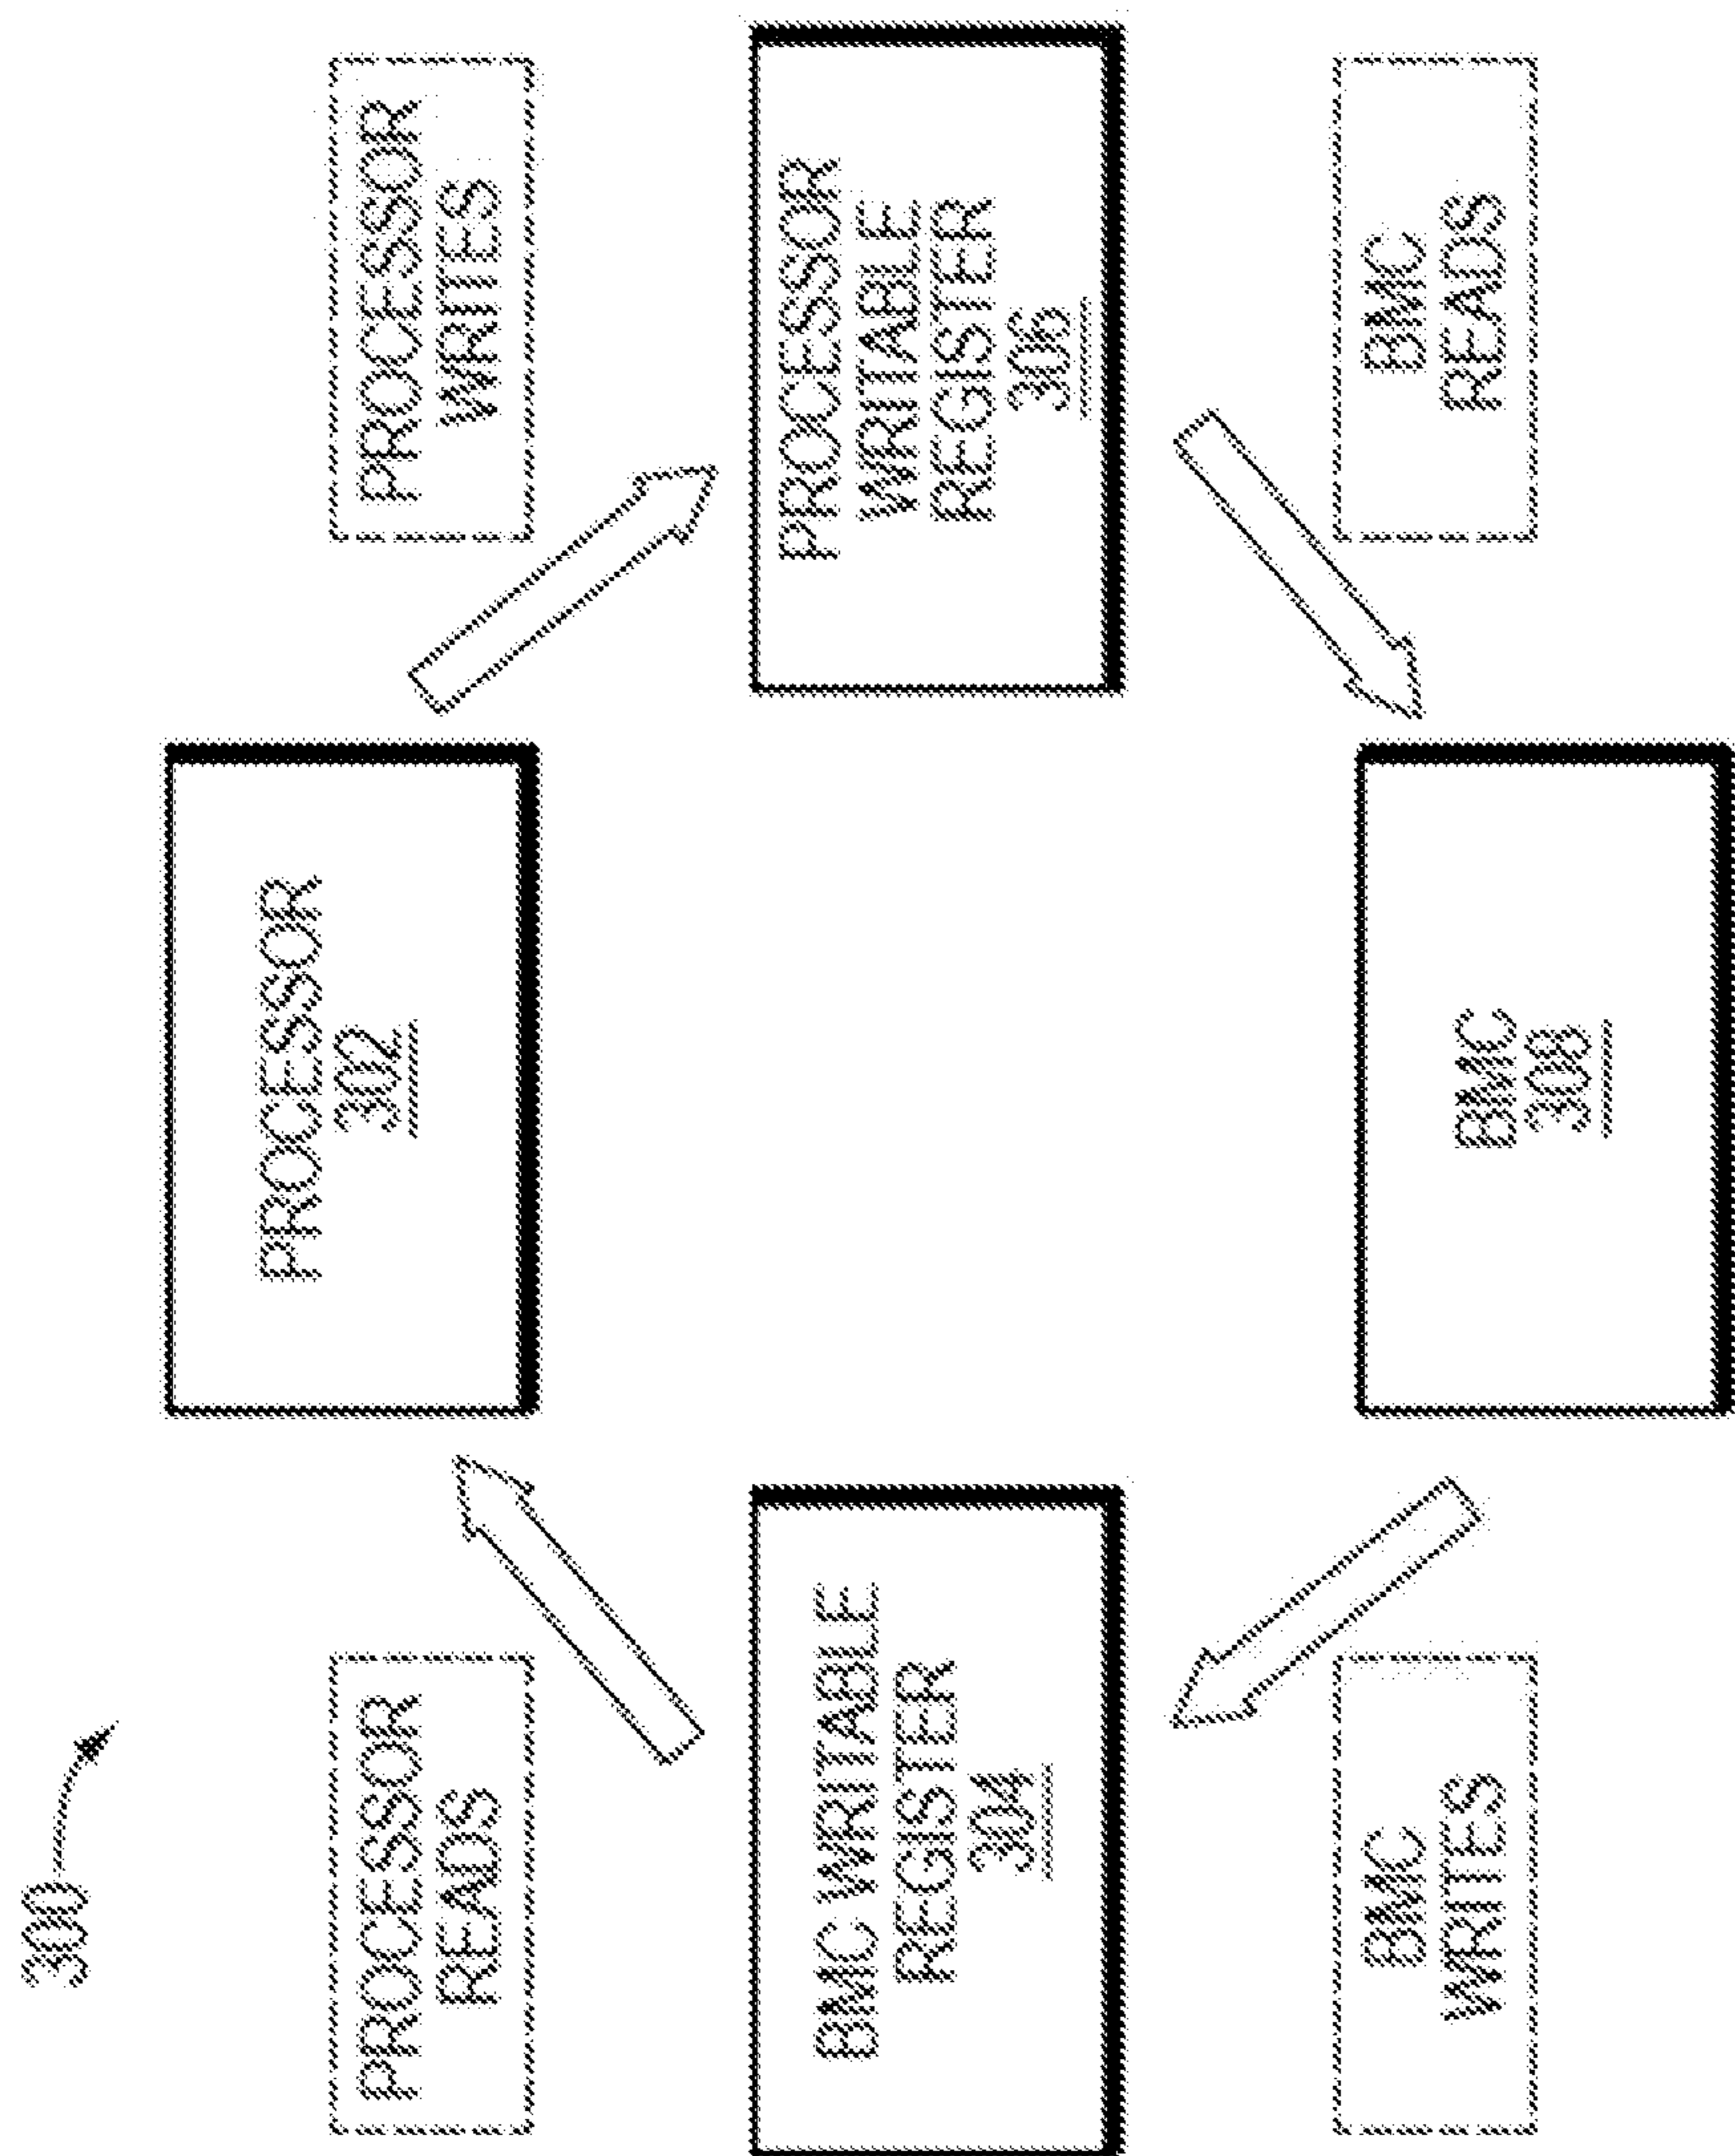 300
PROCESSOR
READS
PROCESSOR
302
PROCESSOR
WRITES
BMC WRITABLE
REGISTER
304
PROCESSOR
WRITABLE
REGISTER
306
BMC
WRITES
BMC
308
BMC
READS